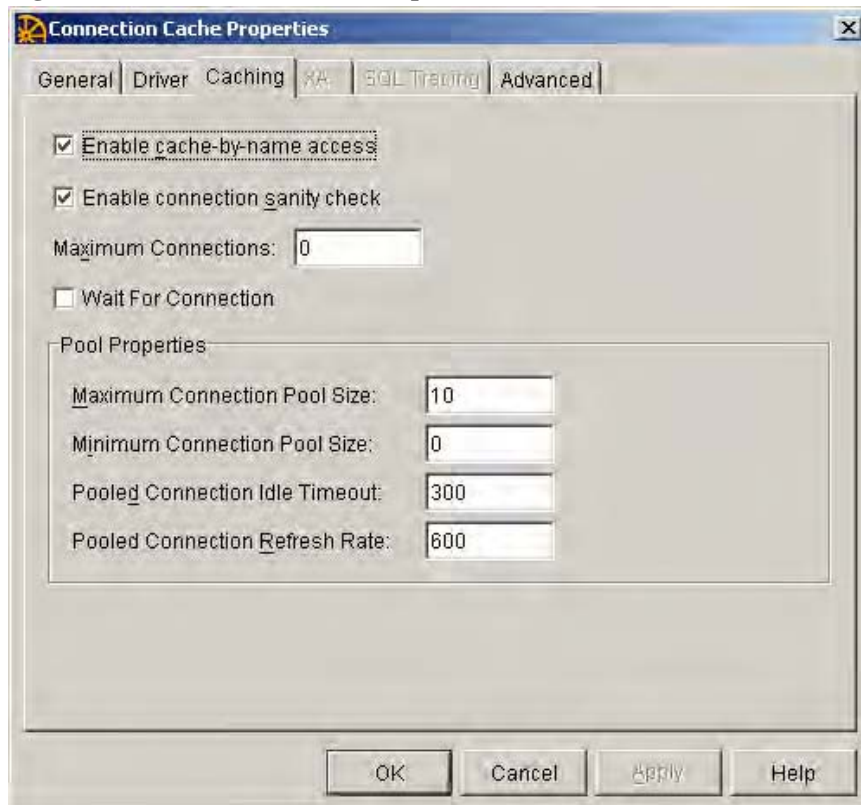 Connection Cache Properties
General Driver Caching XA SQL Tracing Advanced
Enable cache-by-name access
Enable connection sanity check
Maximum Connections: 0
Wait For Connection
Pool Properties
Maximum Connection Pool Size: 10
Minimum Connection Pool Size: 0
Pooled Connection Idle Timeout: 300
Pooled Connection Refresh Rate: 600
OK Cancel Apply Help